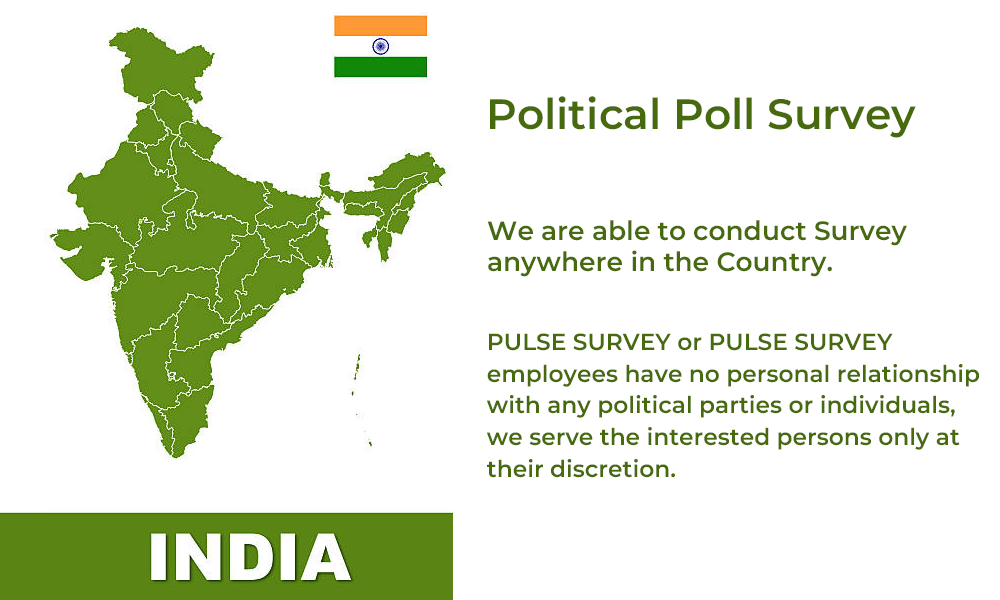 Political Poll Survey
We are able to conduct Survey
anywhere in the Country.
PULSE SURVEY or PULSE SURVEY
employees have no personal relationship
with any political parties or individuals,
we serve the interested persons only at
their discretion.
INDIA